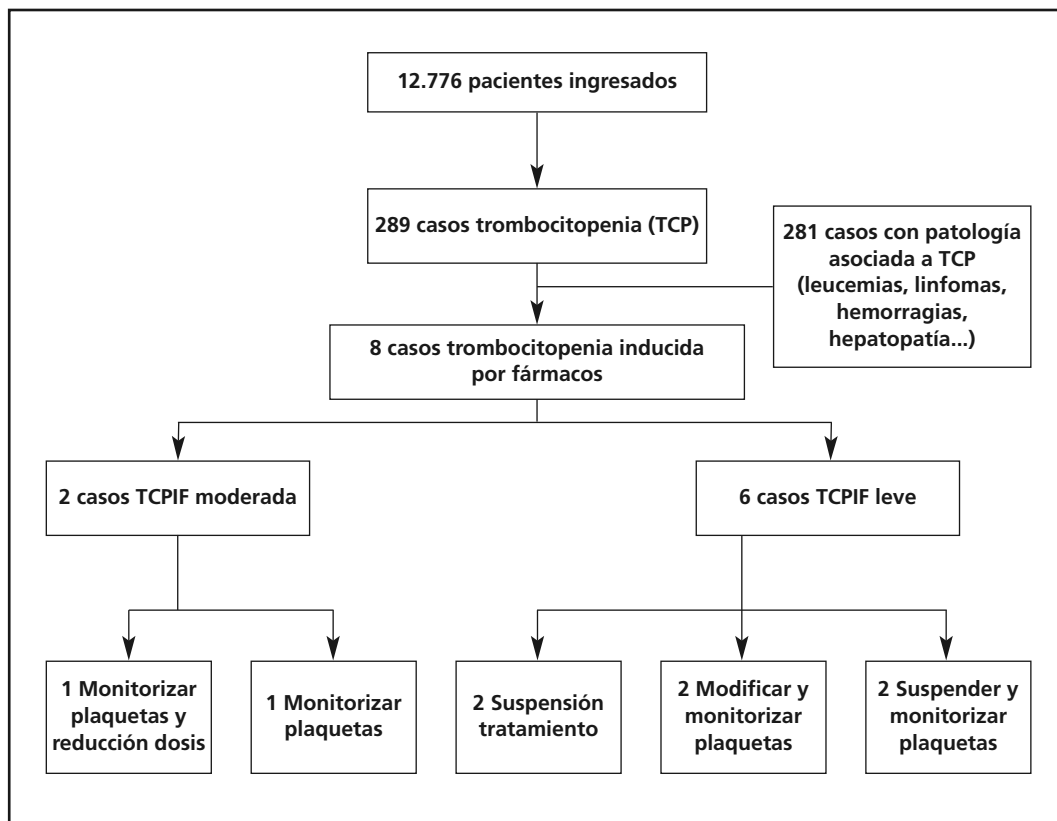 12.776 pacientes ingresados
289 casos trombocitopenia (TCP)
281 casos con patología
asociada a TCP
(leucemias, linfomas,
hemorragias,
hepatopatía...)
8 casos trombocitopenia inducida
por fármacos
2 casos TCPIF moderada
6 casos TCPIF leve
1 Monitorizar
plaquetas y
reducción dosis
1 Monitorizar
plaquetas
2 Suspensión
tratamiento
2 Modificar y
monitorizar
plaquetas
2 Suspender y
monitorizar
plaquetas